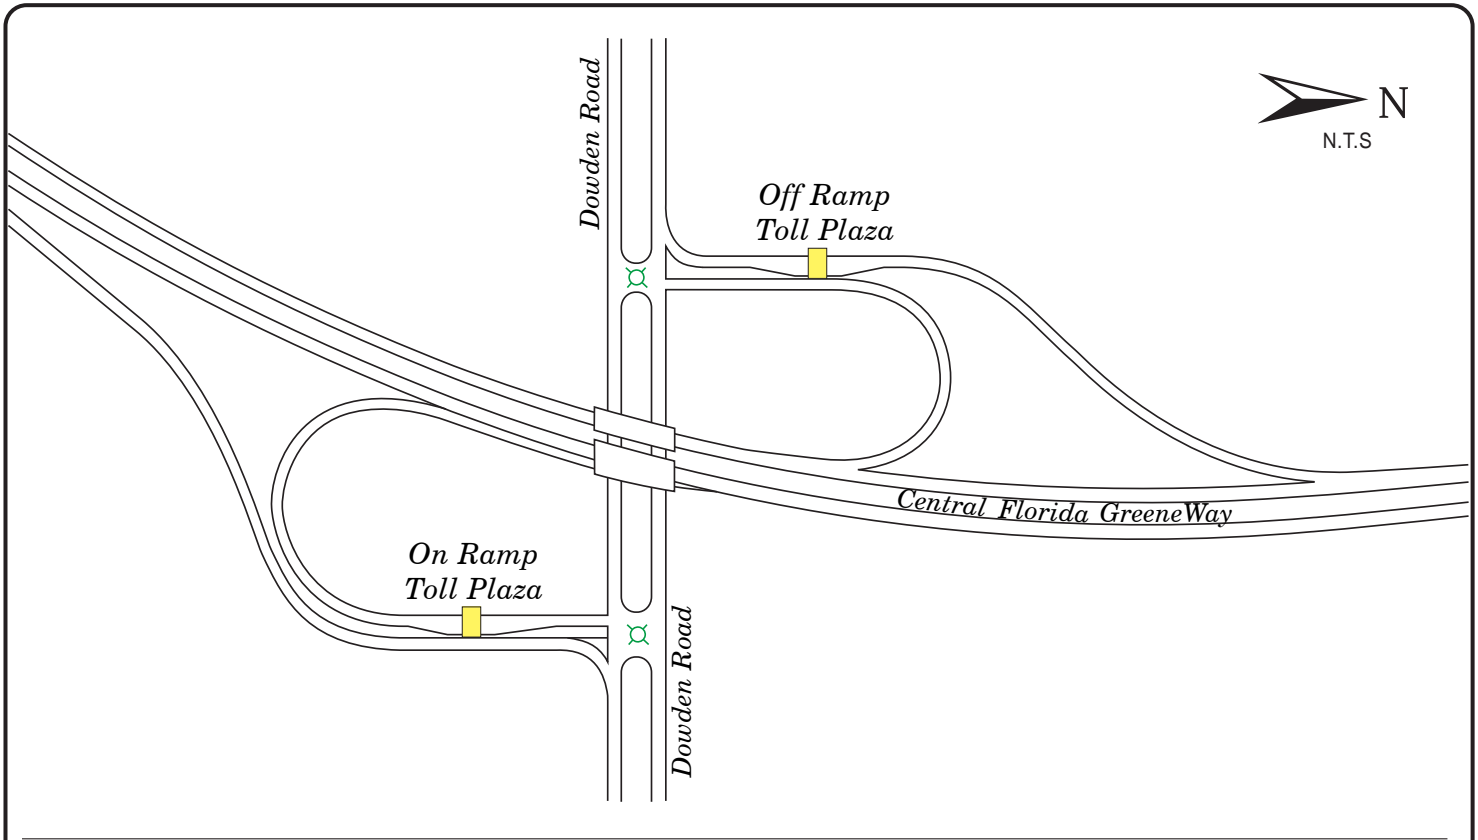 Dowden Road
N
N.T.S
Off Ramp
Toll Plaza
Central Florida GreeneWay
On Ramp
Toll Plaza
Dowden Road